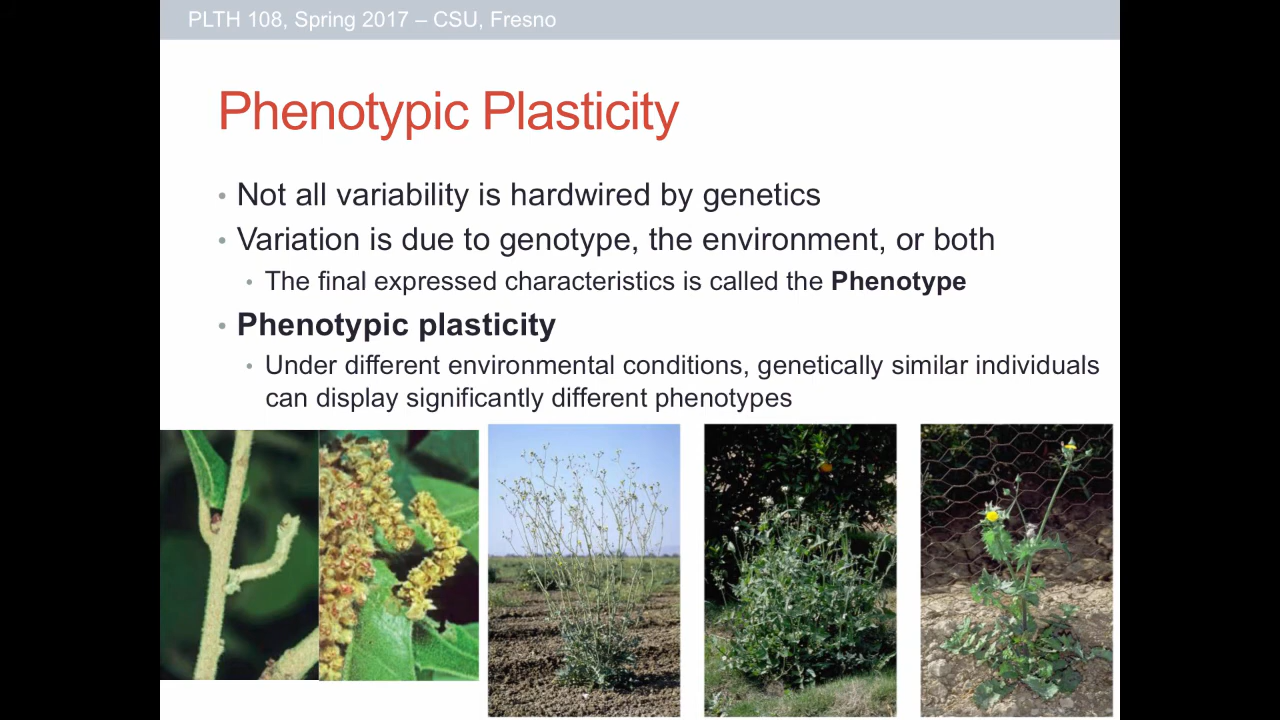 PLTH 108, Spring 2017 – CSU, Fresno
Phenotypic Plasticity
• Not all variability is hardwired by genetics
• Variation is due to genotype, the environment, or both
• The final expressed characteristics is called the Phenotype
• Phenotypic plasticity
• Under different environmental conditions, genetically similar individuals
can display significantly different phenotypes